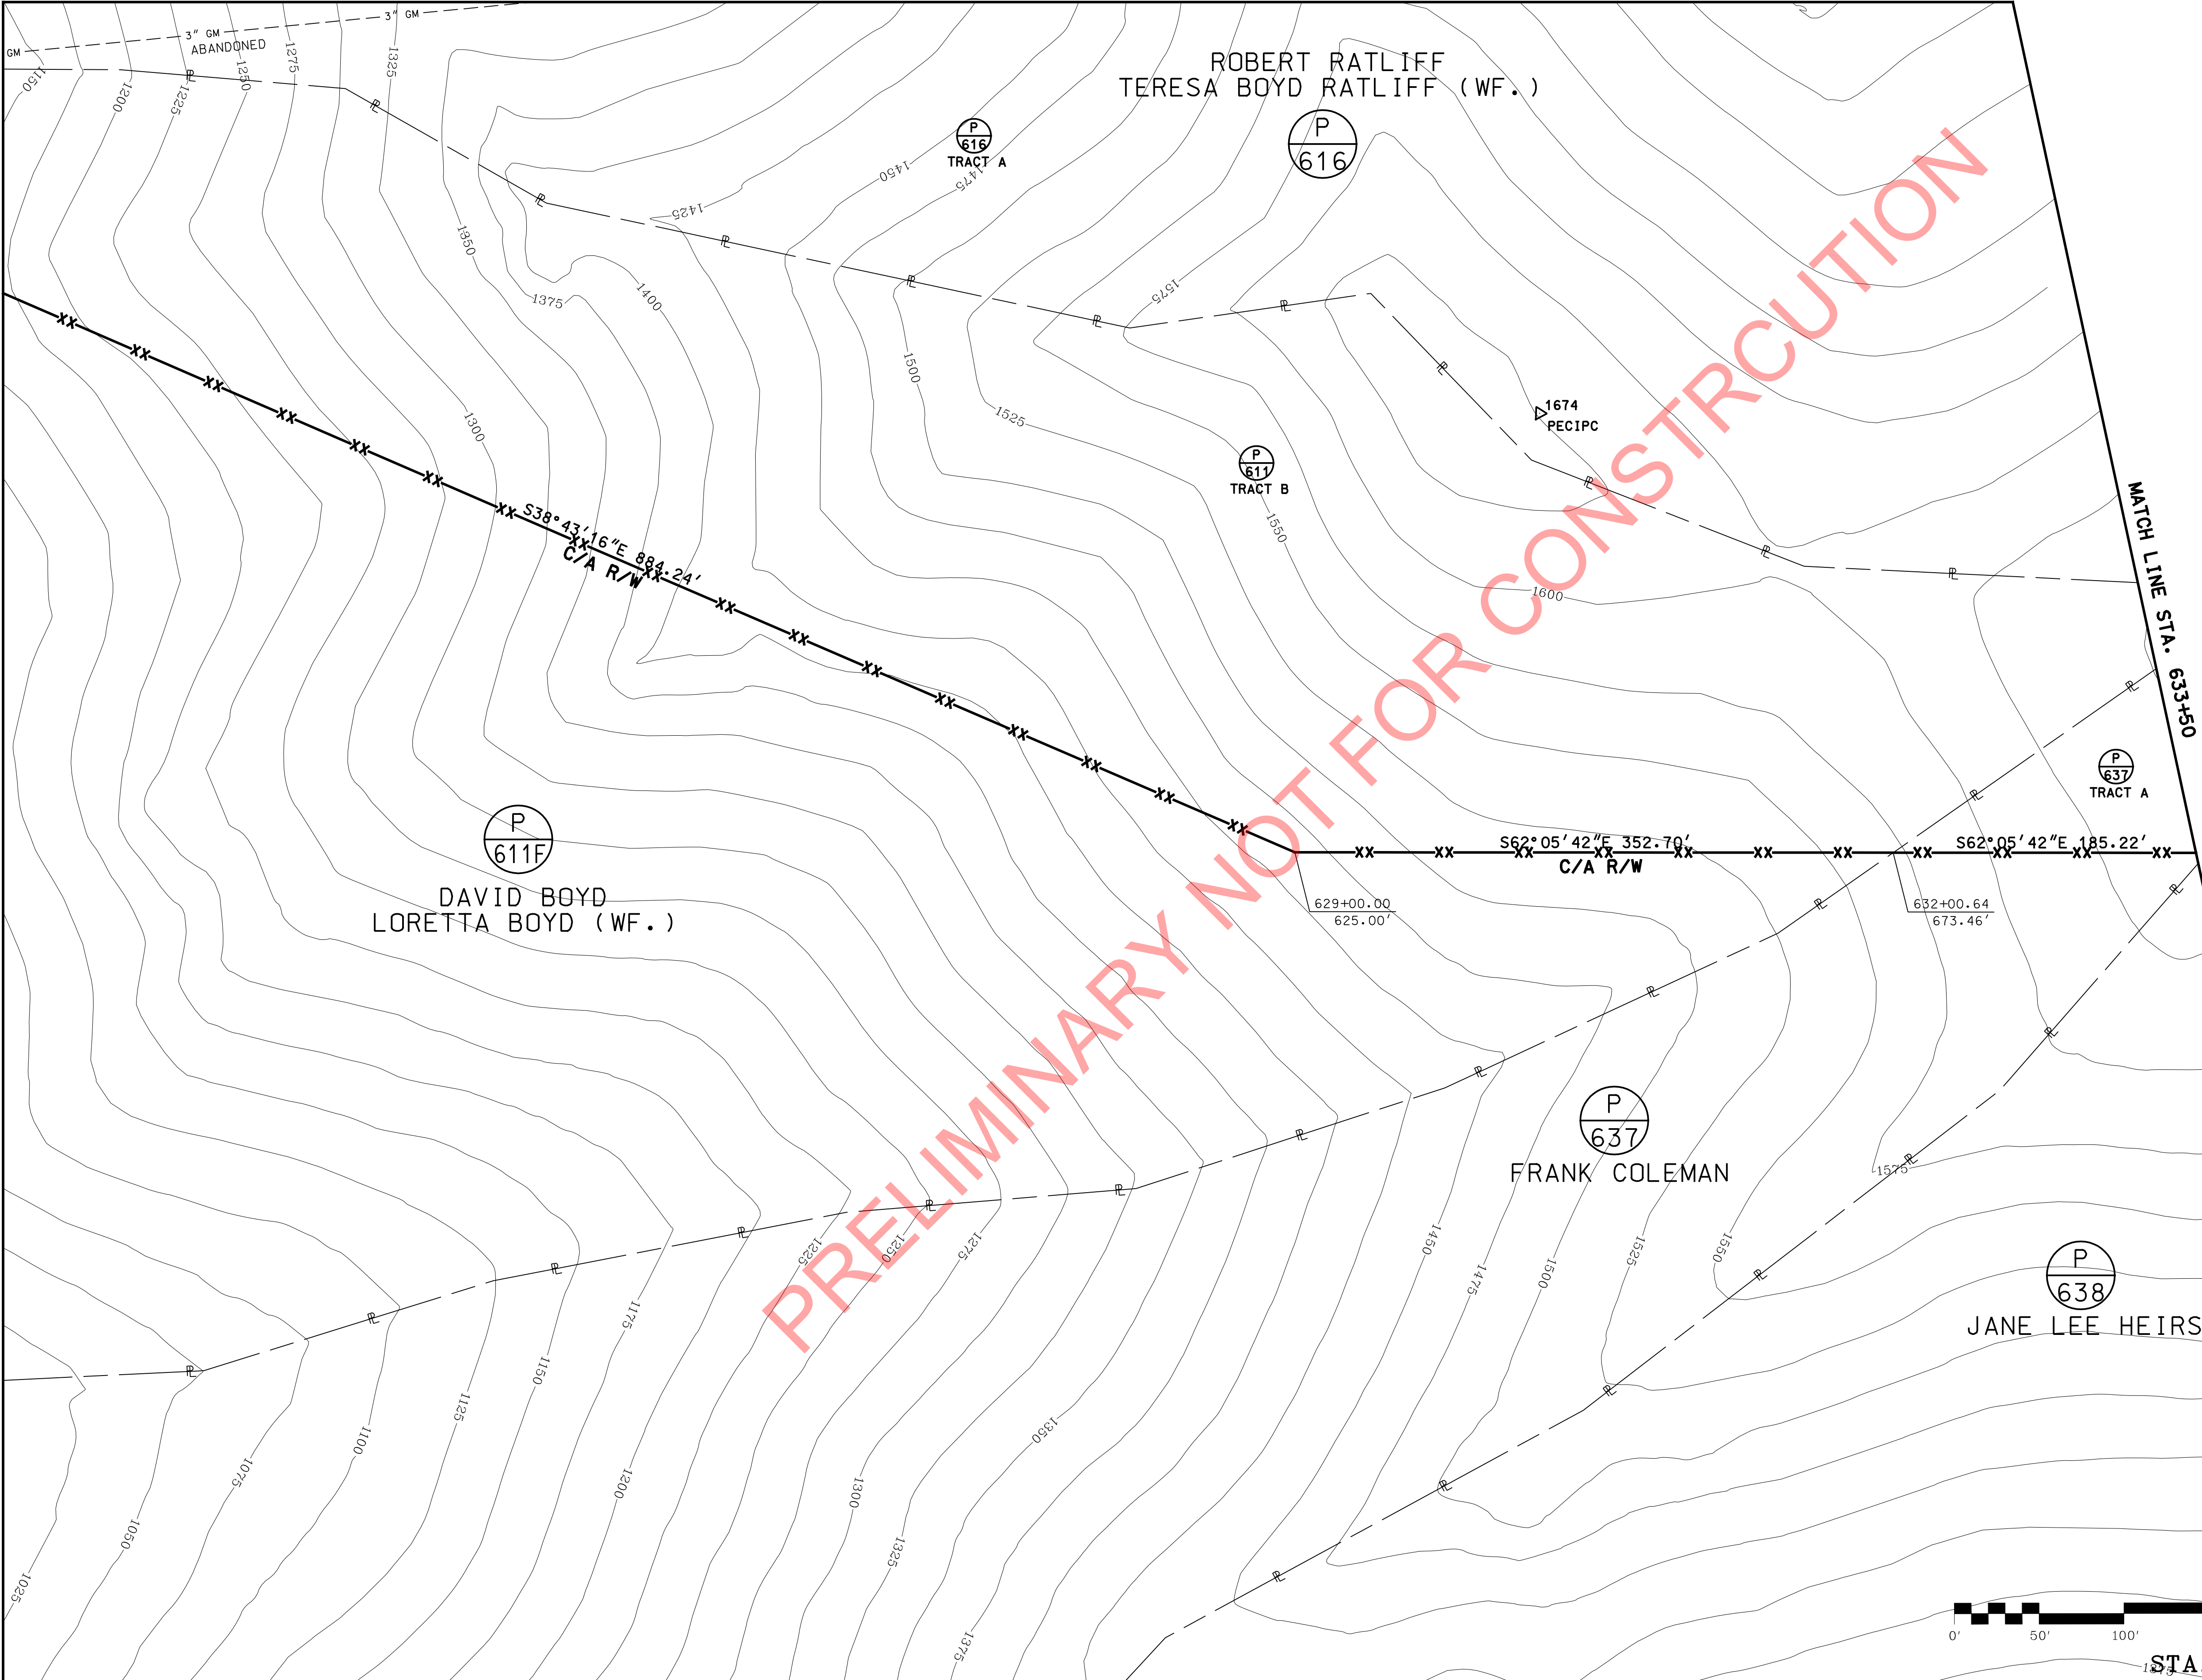 3" GM
3" GM
GM
ABANDONED
1150
1200
1225
1250
1275
1325
ROBERT RATLIFF
TERESA BOYD RATLIFF (WF.)
P
616
P
616
TRACT A
1450
1475
1425
1350
1375
1400
1575
1500
1525
1300
1674
PECIPC
P
611
TRACT B
1550
1600
MATCH LINE STA. 633+50
S38°43'16"E 884.24'
C/A R/W
P
637
TRACT A
S62°05'42"E 352.70'
C/A R/W
S62°05'42"E 185.22'
629+00.00
625.00'
632+00.64
673.46'
P
611F
DAVID BOYD
LORETTA BOYD (WF.)
PRELIMINARY NOT FOR CONSTRCUTION
P
637
FRANK COLEMAN
1575
P
638
JANE LEE HEIRS
1225
1250
1275
1450
1475
1500
1525
1550
1175
1150
1125
1100
1075
1050
1025
1200
1300
1325
1350
1375
0' 50' 100'
STA